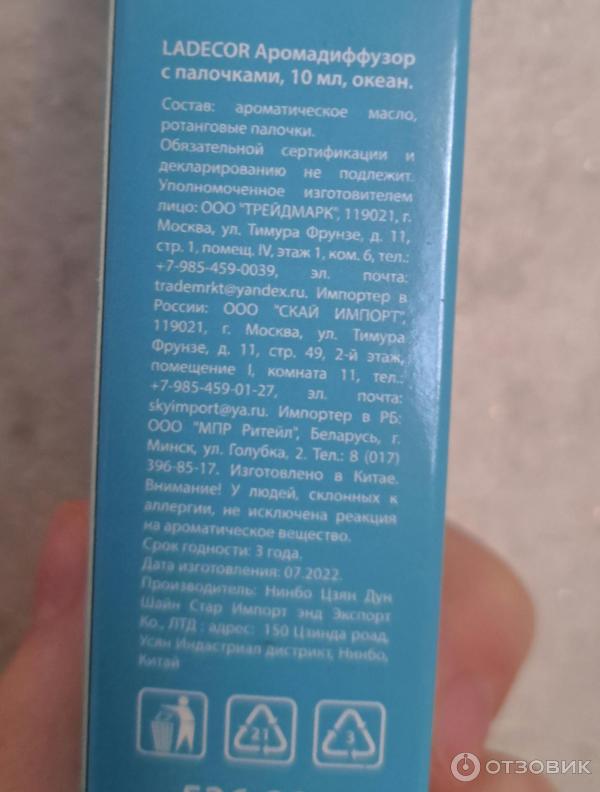 LADECOR Аромадиффузор
с палочками, 10 мл, океан.
Состав: ароматическое масло,
ротанговые палочки.
Обязательной сертификации и
декларированию не подлежит.
Уполномоченное изготовителем
лицо: ООО "ТРЕЙДМАРК", 119021, г.
Москва, ул. Тимура Фрунзе, д. 11,
стр. 1, помещ. IV, этаж 1, ком. 6, тел.:
+7-985-459-0039, эл. почта:
trademrkt@yandex.ru. Импортер в
России: ООО "СКАЙ ИМПОРТ",
119021, г. Москва, ул. Тимура
Фрунзе, д. 11, стр. 49, 2-й этаж,
помещение I, комната 11, тел.:
+7-985-459-01-27, эл. почта:
skyimport@ya.ru. Импортер в РБ:
ООО "МПР Ритейл", Беларусь, г.
Минск, ул. Голубка, 2. Тел.: 8 (017)
396-85-17. Изготовлено в Китае.
Внимание! У людей, склонных к
аллергии, не исключена реакция
на ароматическое вещество.
Срок годности: 3 года.
Дата изготовления: 07.2022.
Производитель: Нинбо Цзян Дун
Шайн Стар Импорт энд Экспорт
Ко., ЛТД : адрес: 150 Цзинда роад,
Усян Индастриал дистрикт, Нинбо,
Китай
21 3
ОТЗОВИК